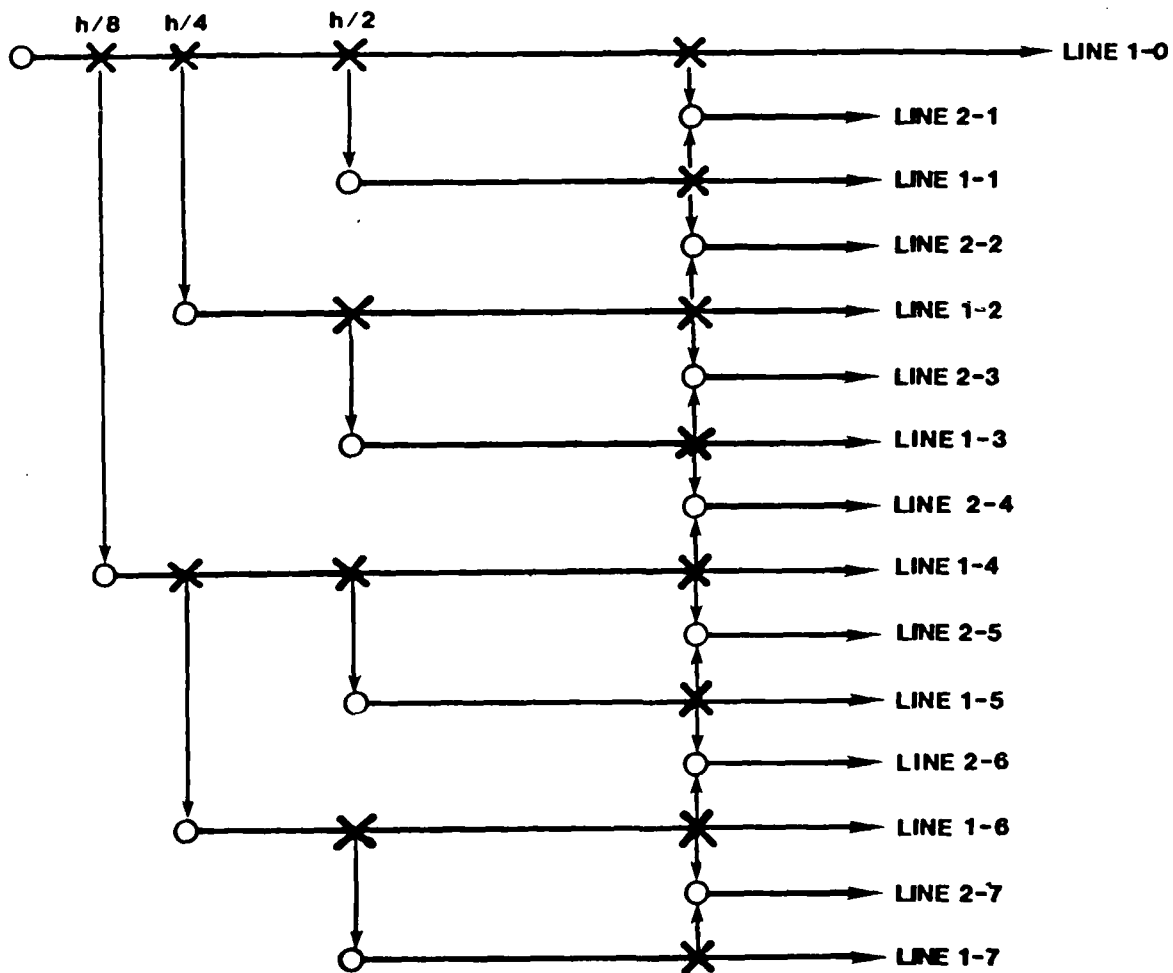 h/8 h/4 h/2
LINE 1-0
LINE 2-1
LINE 1-1
LINE 2-2
LINE 1-2
LINE 2-3
LINE 1-3
LINE 2-4
LINE 1-4
LINE 2-5
LINE 1-5
LINE 2-6
LINE 1-6
LINE 2-7
LINE 1-7